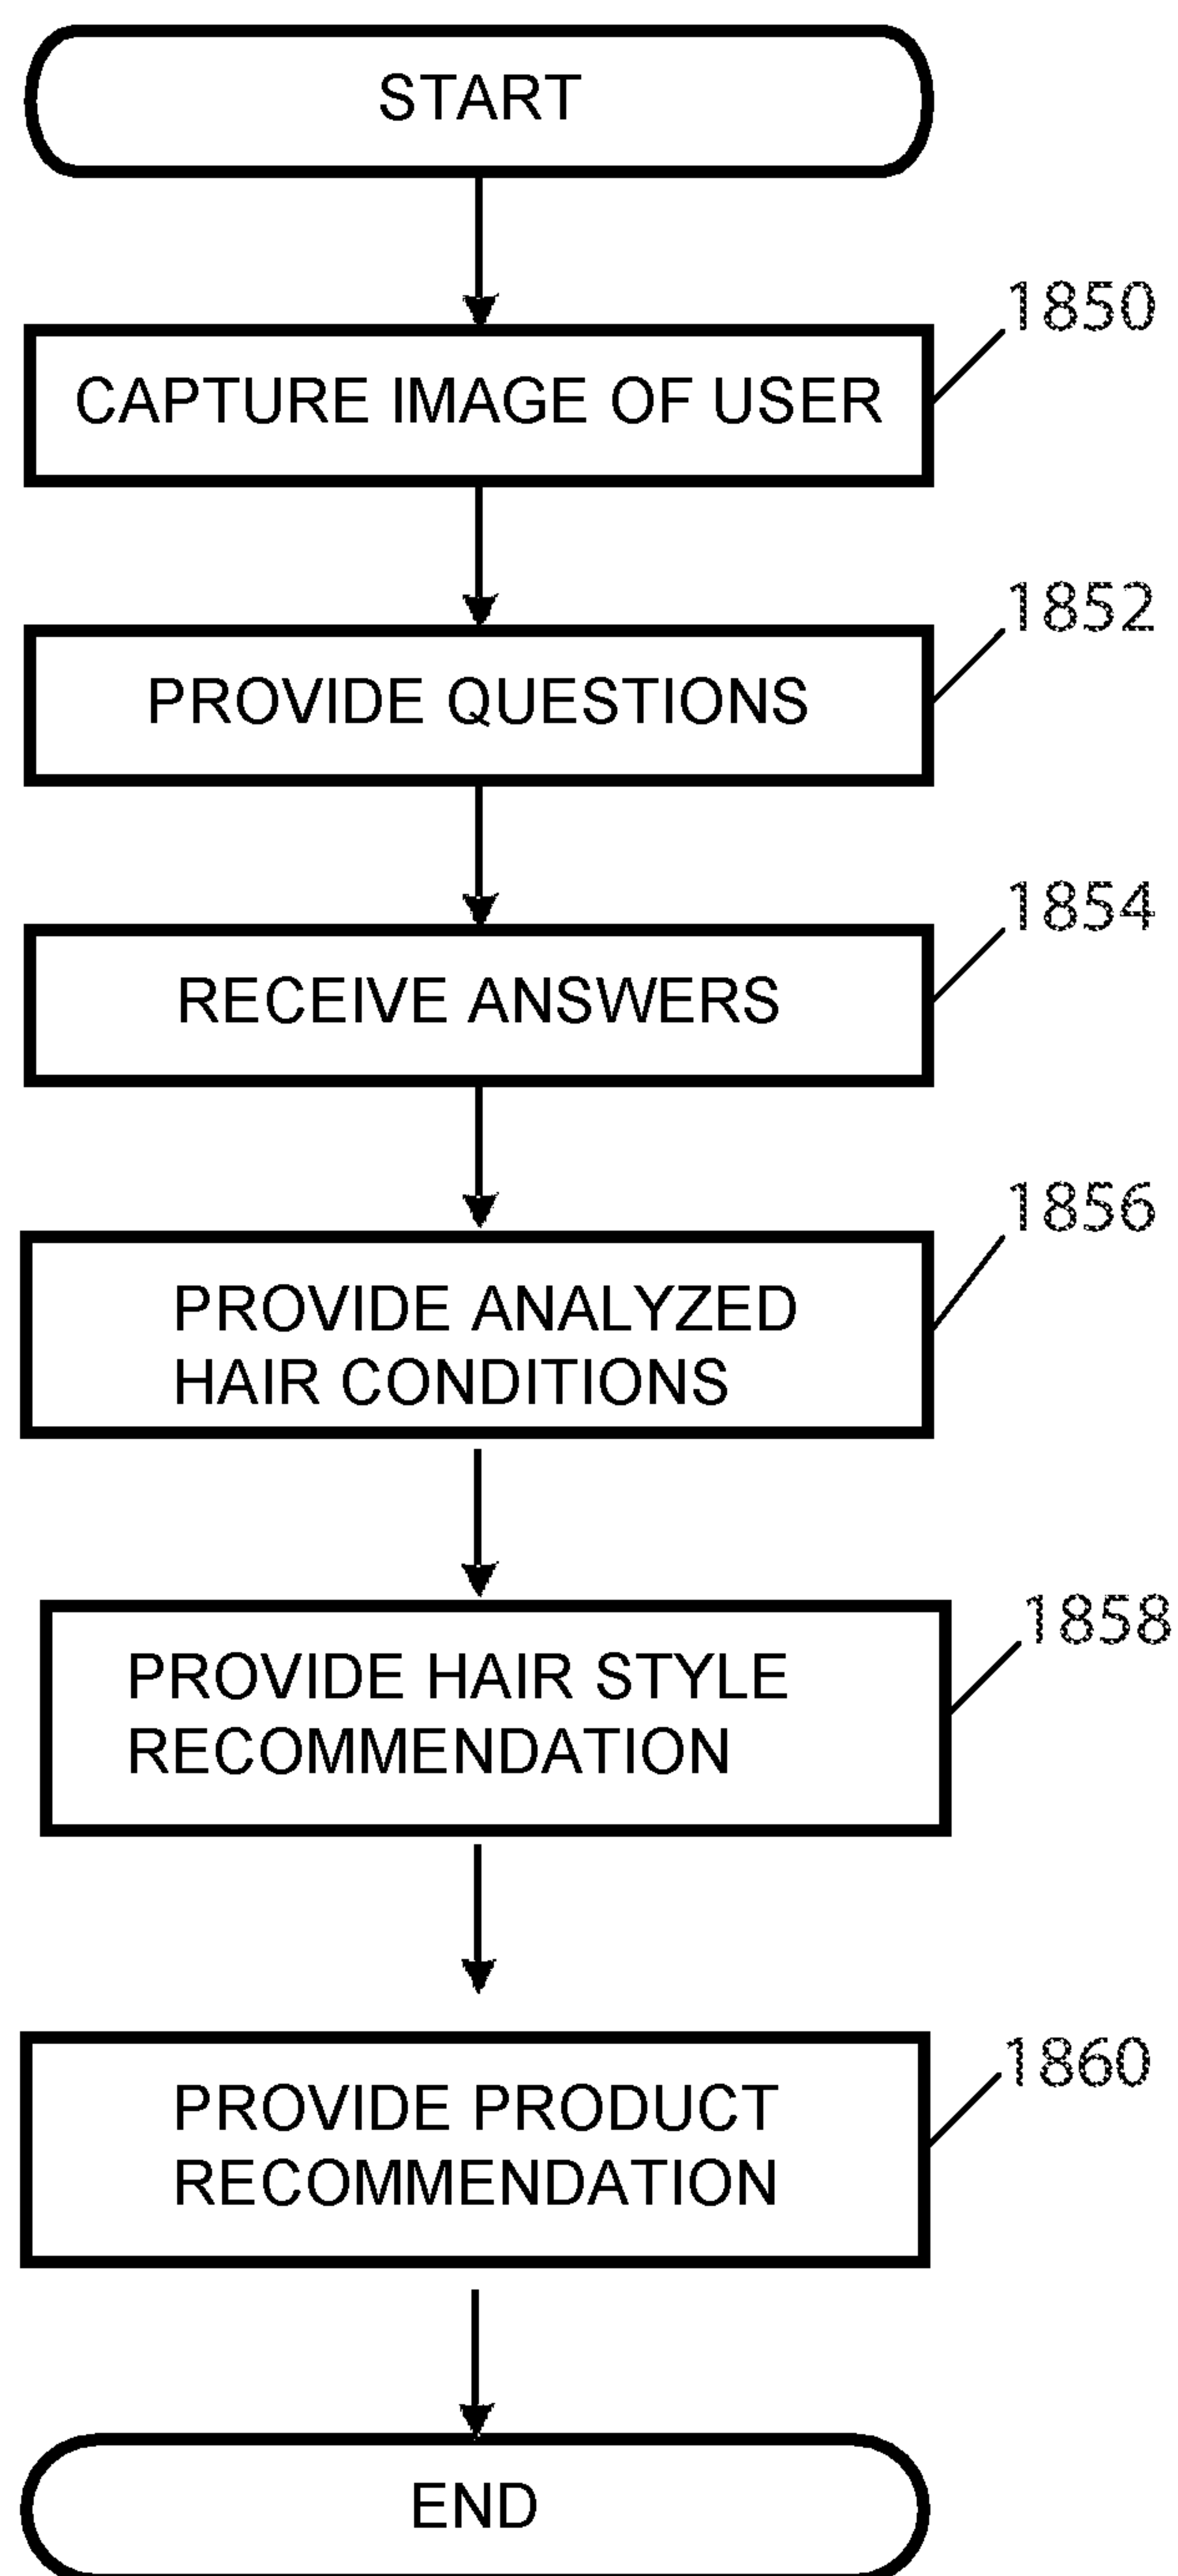 START
1850
CAPTURE IMAGE OF USER
1852
PROVIDE QUESTIONS
1854
RECEIVE ANSWERS
1856
PROVIDE ANALYZED
HAIR CONDITIONS
1858
PROVIDE HAIR STYLE
RECOMMENDATION
1860
PROVIDE PRODUCT
RECOMMENDATION
END